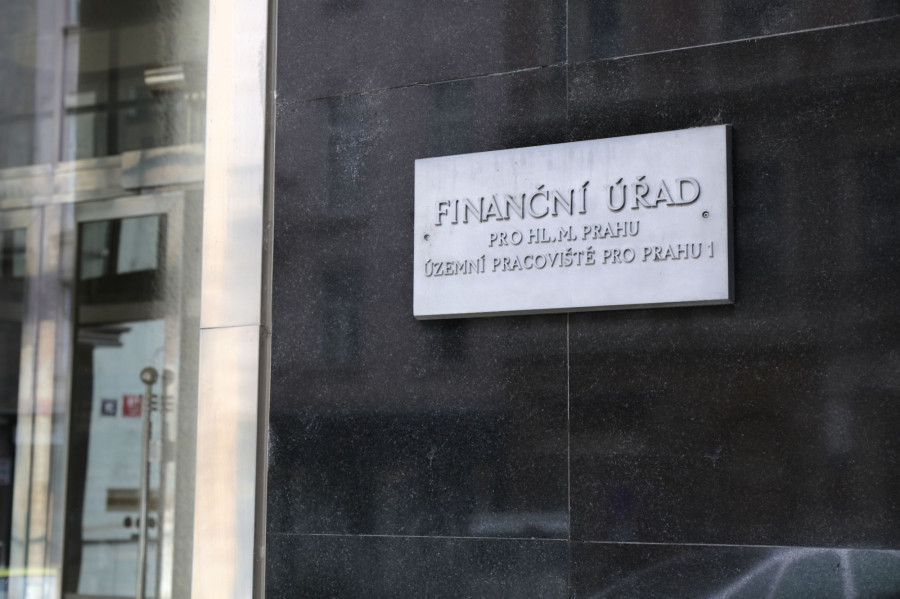 FINANČNÍ ÚŘAD
PRO HL. M. PRAHU
ÚZEMNÍ PRACOVIŠTĚ PRO PRAHU 1